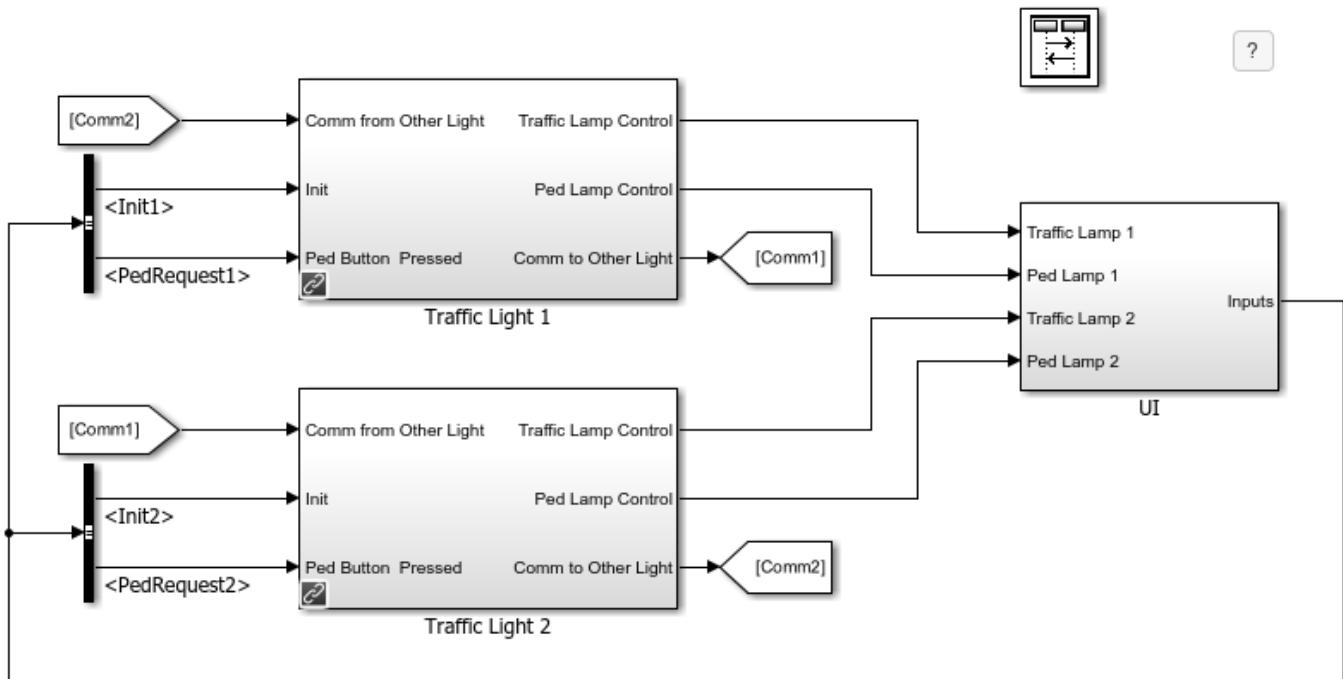 ?
[Comm2]
Comm from Other Light
Traffic Lamp Control
Init
Ped Lamp Control
<Init1>
Ped Button  Pressed
Comm to Other Light
[Comm1]
<PedRequest1>
Traffic Light 1
Traffic Lamp 1
Ped Lamp 1
Inputs
Traffic Lamp 2
Ped Lamp 2
UI
[Comm1]
Comm from Other Light
Traffic Lamp Control
Init
Ped Lamp Control
<Init2>
Ped Button  Pressed
Comm to Other Light
[Comm2]
<PedRequest2>
Traffic Light 2